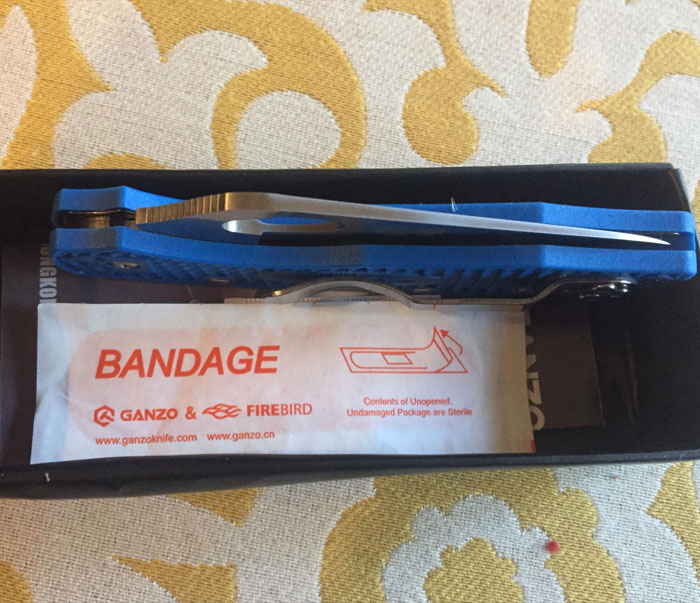 BANDAGE
GANZO & FIREBIRD
www.ganzoknife.com www.ganzo.cn
Contents of Unopened,
Undamaged Package are Sterile